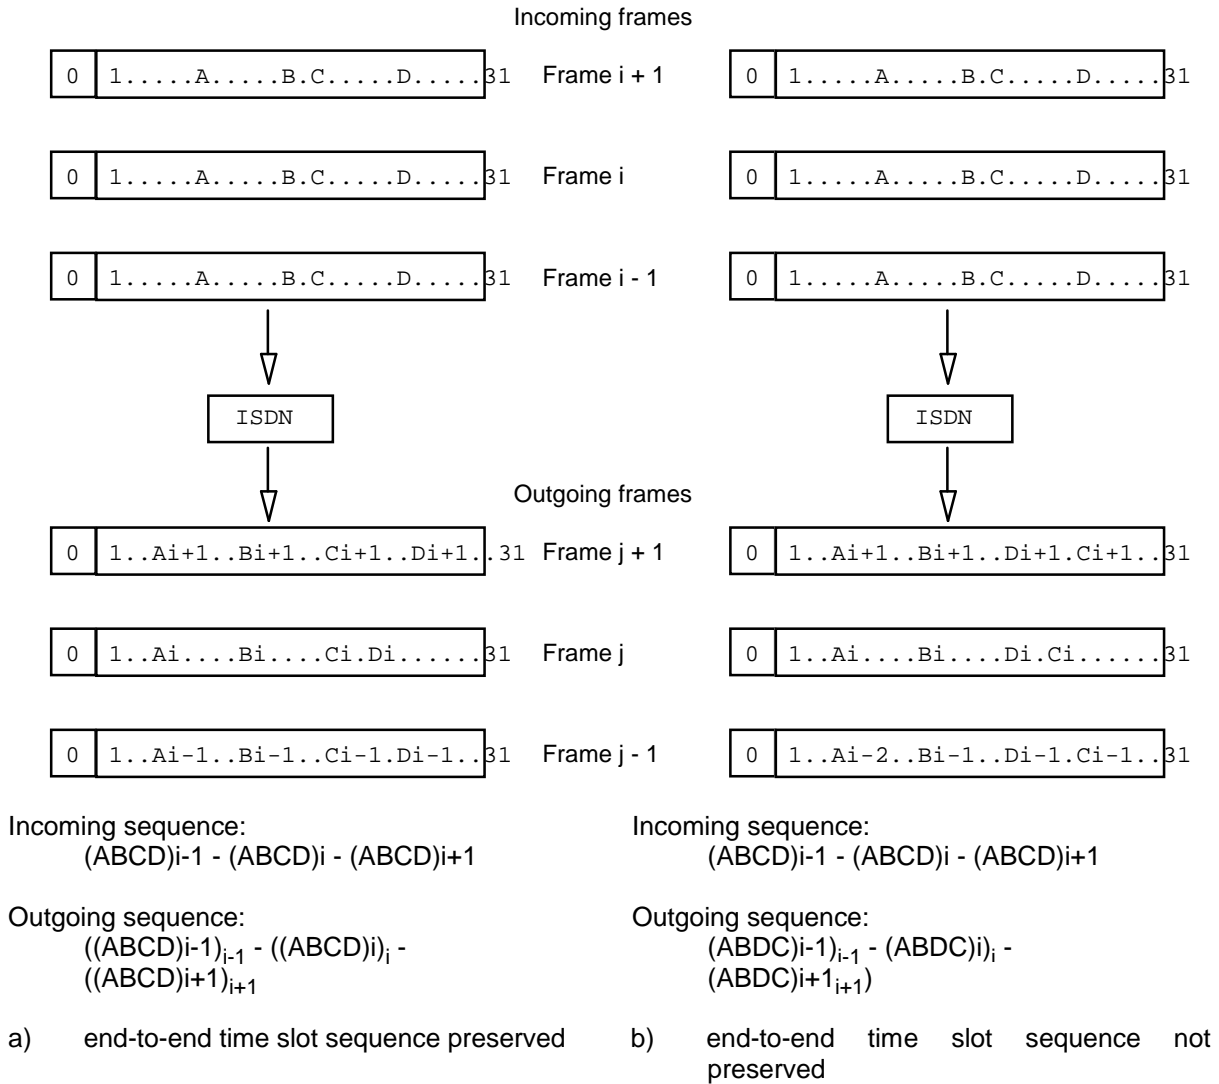 Incoming frames
0 1.....A.....B.C.....D.....31 Frame i + 1 0 1.....A.....B.C.....D.....31
0 1.....A.....B.C.....D.....31 Frame i 0 1.....A.....B.C.....D.....31
0 1.....A.....B.C.....D.....31 Frame i - 1 0 1.....A.....B.C.....D.....31
ISDN ISDN
Outgoing frames
0 1..Ai+1..Bi+1..Ci+1..Di+1..31 Frame j + 1 0 1..Ai+1..Bi+1..Di+1.Ci+1..31
0 1..Ai....Bi....Ci.Di......31 Frame j 0 1..Ai....Bi....Di.Ci......31
0 1..Ai-1..Bi-1..Ci-1.Di-1..31 Frame j - 1 0 1..Ai-2..Bi-1..Di-1.Ci-1..31
Incoming sequence:
(ABCD)i-1 - (ABCD)i - (ABCD)i+1
Outgoing sequence:
((ABCD)i-1)i-1 - ((ABCD)i)i -
((ABCD)i+1)i+1
a) end-to-end time slot sequence preserved
Incoming sequence:
(ABCD)i-1 - (ABCD)i - (ABCD)i+1
Outgoing sequence:
(ABDC)i-1)i-1 - (ABDC)i)i -
(ABDC)i+1i+1)
b) end-to-end time slot sequence not
preserved